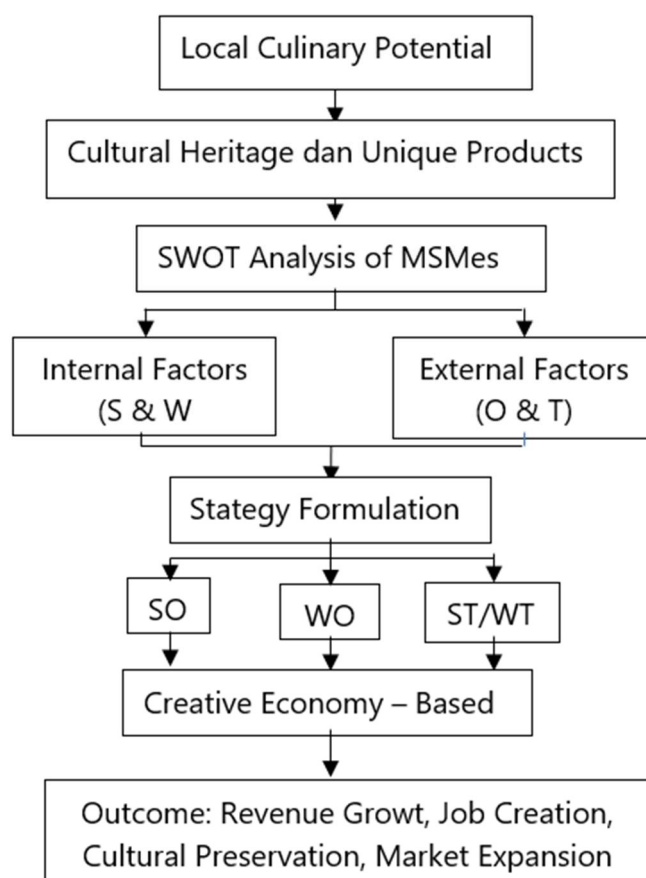 Local Culinary Potential
Cultural Heritage dan Unique Products
SWOT Analysis of MSMes
Internal Factors
(S & W
External Factors
(O & T)
Stategy Formulation
SO
WO
ST/WT
Creative Economy – Based
Outcome: Revenue Growt, Job Creation,
Cultural Preservation, Market Expansion